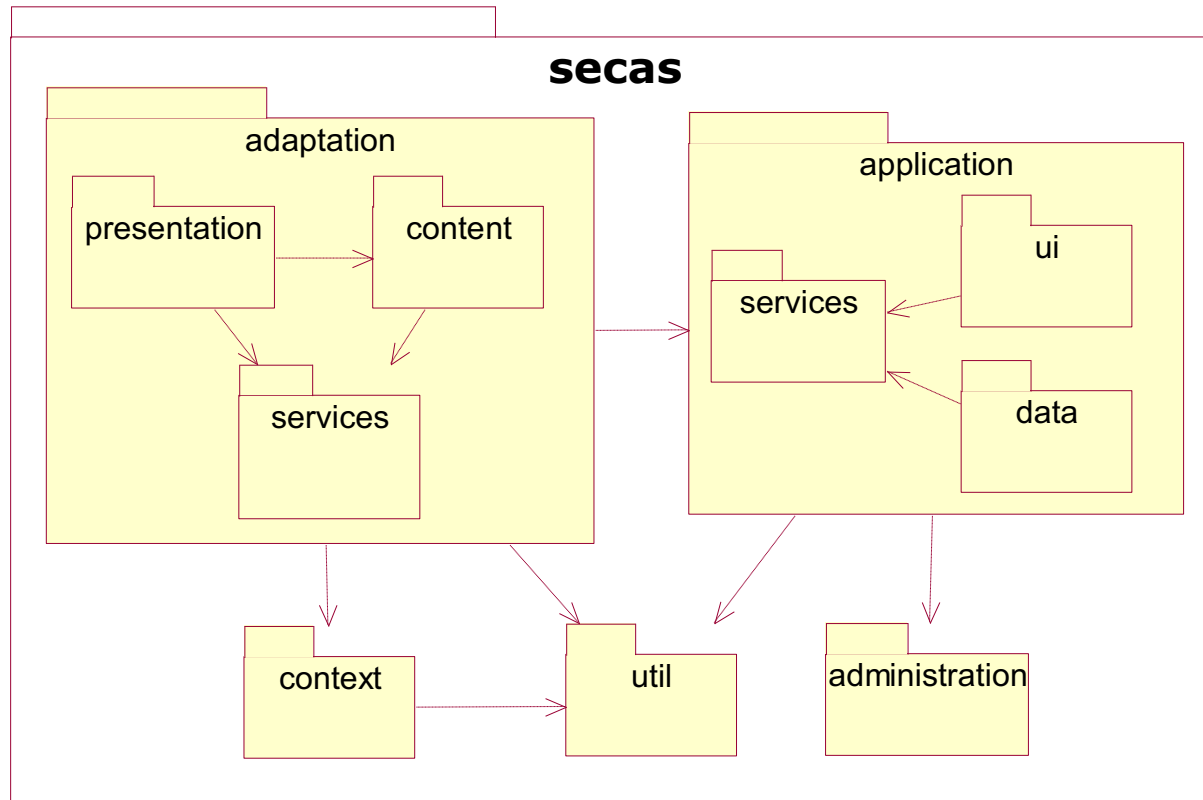 secas
adaptation
application
presentation
content
ui
services
data
services
context
util
administration